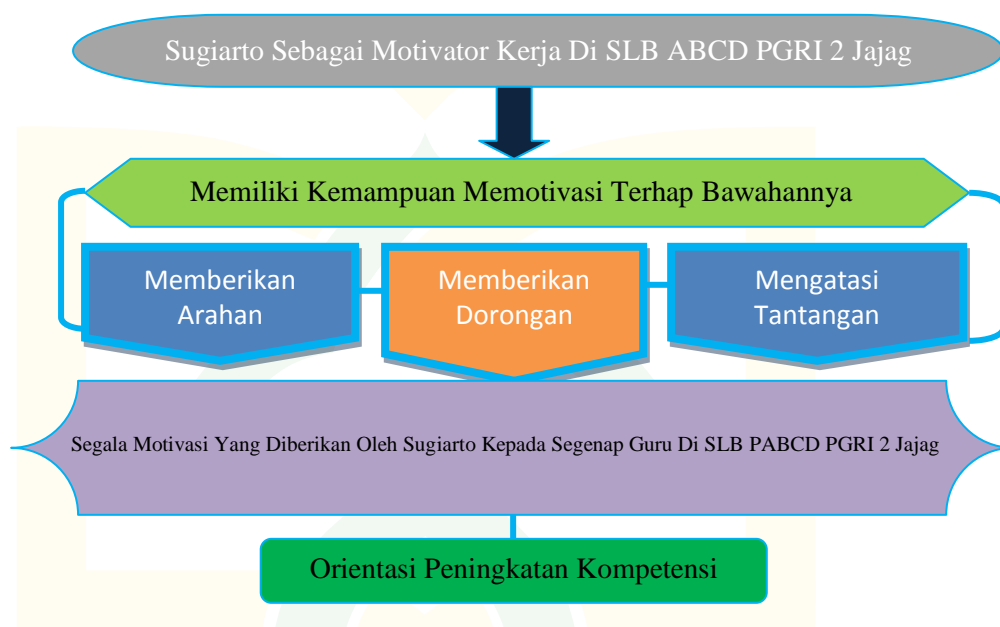 Sugiarto Sebagai Motivator Kerja Di SLB ABCD PGRI 2 Jajag
Memiliki Kemampuan Memotivasi Terhap Bawahannya
Memberikan
Arahan
Memberikan
Dorongan
Mengatasi
Tantangan
Segala Motivasi Yang Diberikan Oleh Sugiarto Kepada Segenap Guru Di SLB PABCD PGRI 2 Jajag
Orientasi Peningkatan Kompetensi